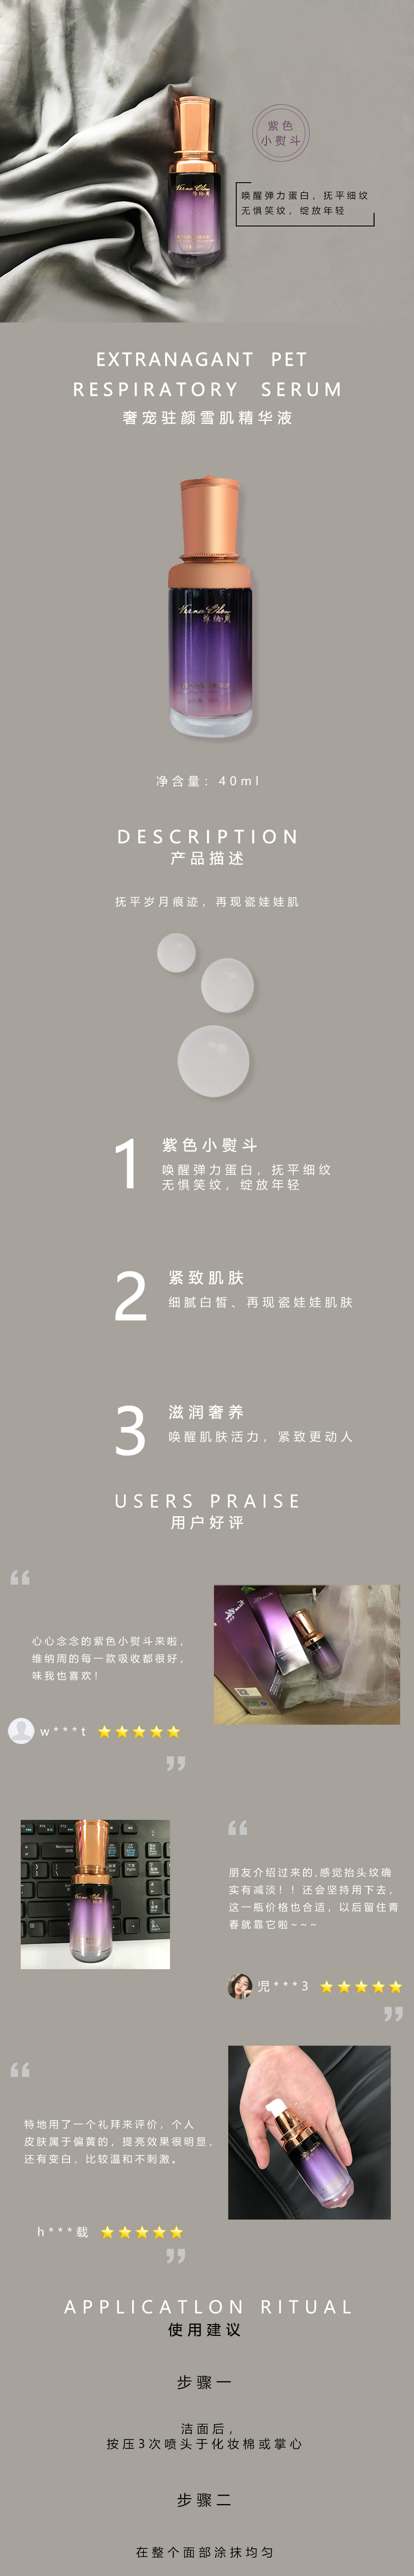 紫色
小熨斗
唤醒弹力蛋白，抚平细纹
无惧笑纹，绽放年轻
EXTRANAGANT PET
RESPIRATORY SERUM
奢宠驻颜雪肌精华液
净含量：40ml
DESCRIPTION
产品描述
抚平岁月痕迹，再现瓷娃娃肌
1
紫色小熨斗
唤醒弹力蛋白，抚平细纹
无惧笑纹，绽放年轻
2
紧致肌肤
细腻白皙、再现瓷娃娃肌肤
3
滋润奢养
唤醒肌肤活力，紧致更动人
USERS PRAISE
用户好评
心心念念的紫色小熨斗来啦，
维纳周的每一款吸收都很好，
味我也喜欢！
w***t
朋友介绍过来的,感觉抬头纹确
实有减淡！！还会坚持用下去，
这一瓶价格也合适，以后留住青
春就靠它啦~~~
児***3
特地用了一个礼拜来评价，个人
皮肤属于偏黄的，提亮效果很明显，
还有变白，比较温和不刺激。
h***载
APPLICATLON RITUAL
使用建议
步骤一
洁面后，
按压3次喷头于化妆棉或掌心
步骤二
在整个面部涂抹均匀